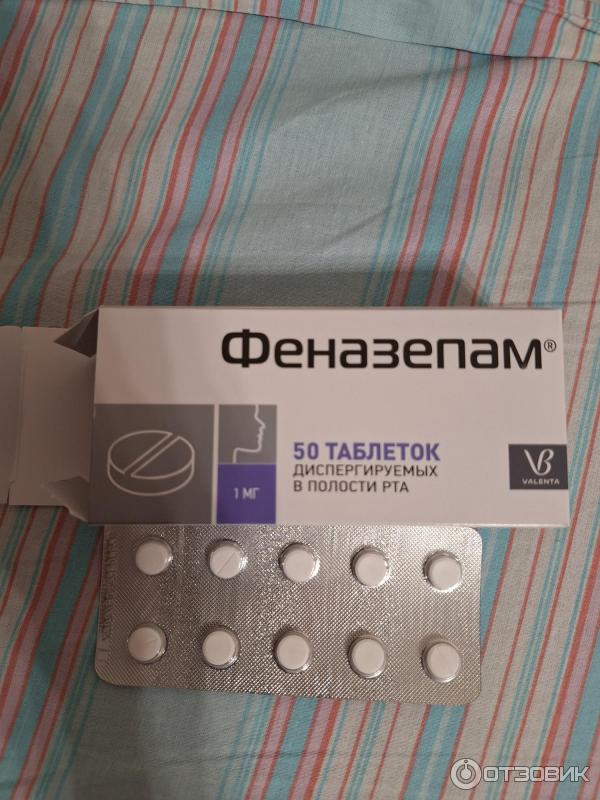 Феназепам®
50 ТАБЛЕТОК
ДИСПЕРГИРУЕМЫХ
В ПОЛОСТИ РТА
1 МГ
VALENTA
ОТЗОВИК